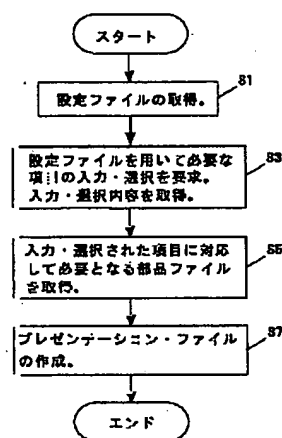 スタート
設定ファイルの取得。
S1
設定ファイルを用いて必要な
項目の入力・選択を要求。
入力・選択内容を取得。
S3
入力・選択された項目に対応
して必要となる部品ファイル
を取得。
S5
プレゼンテーション・ファイル
の作成。
S7
エンド